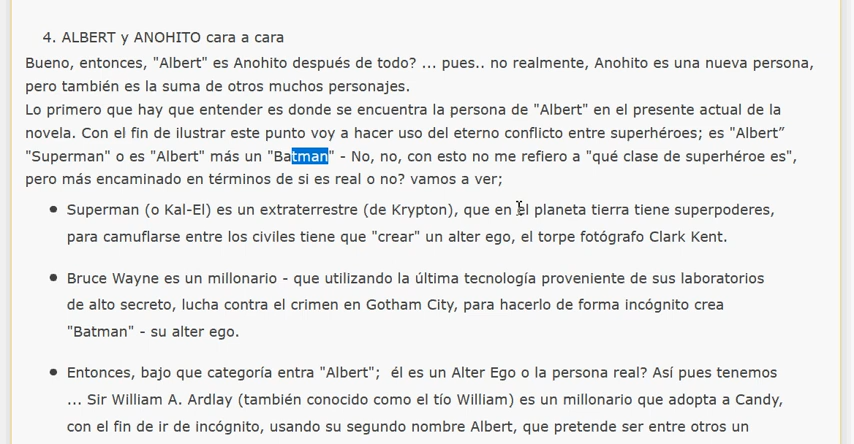 4. ALBERT y ANOHITO cara a cara
Bueno, entonces, "Albert" es Anohito después de todo? ... pues.. no realmente, Anohito es una nueva persona,
pero también es la suma de otros muchos personajes.
Lo primero que hay que entender es donde se encuentra la persona de "Albert" en el presente actual de la
novela. Con el fin de ilustrar este punto voy a hacer uso del eterno conflicto entre superhéroes; es "Albert”
"Superman" o es "Albert" más un "Batman" - No, no, con esto no me refiero a "qué clase de superhéroe es",
pero más encaminado en términos de si es real o no? vamos a ver;
• Superman (o Kal-El) es un extraterrestre (de Krypton), que en el planeta tierra tiene superpoderes,
para camuflarse entre los civiles tiene que "crear" un alter ego, el torpe fotógrafo Clark Kent.
• Bruce Wayne es un millonario - que utilizando la última tecnología proveniente de sus laboratorios
de alto secreto, lucha contra el crimen en Gotham City, para hacerlo de forma incógnito crea
"Batman" - su alter ego.
• Entonces, bajo que categoría entra "Albert";  él es un Alter Ego o la persona real? Así pues tenemos
... Sir William A. Ardlay (también conocido como el tío William) es un millonario que adopta a Candy,
con el fin de ir de incógnito, usando su segundo nombre Albert, que pretende ser entre otros un